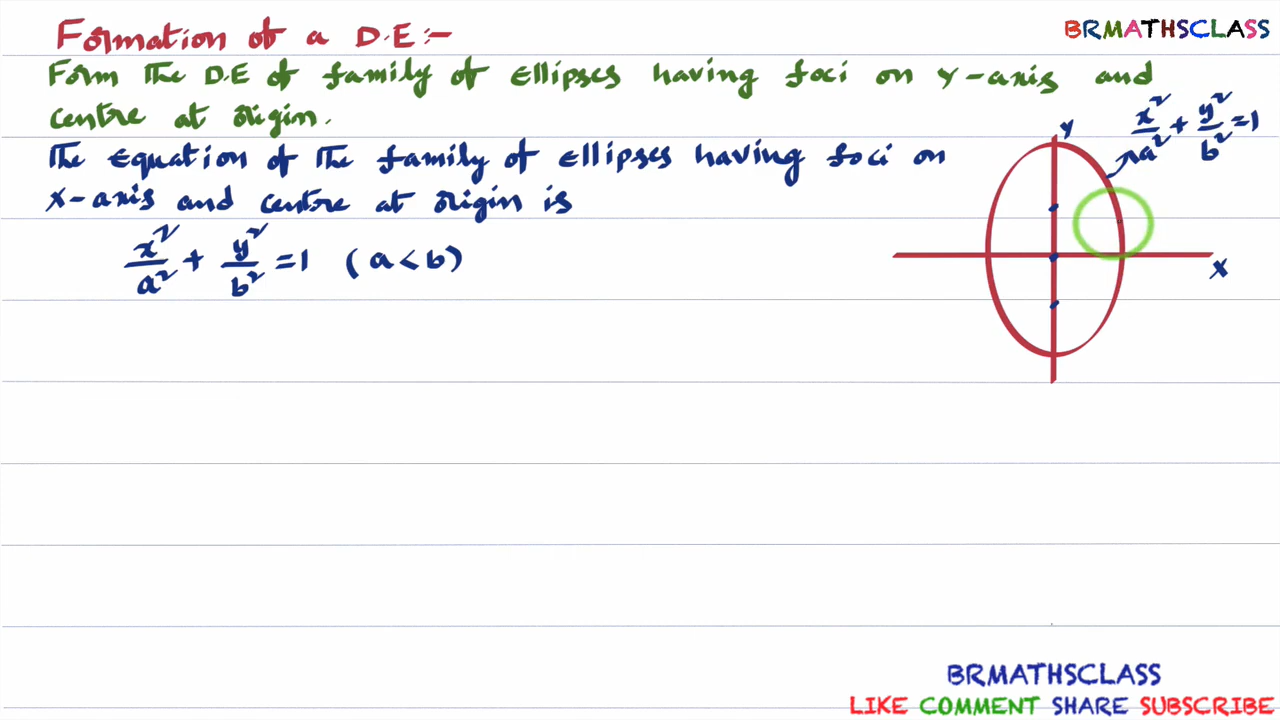 Formation of a D.E :-
BRMATHSCLASS
Form the D.E of family of Ellipses having foci on Y-axis and
centre at origin.
x²/a² + y²/b² = 1
The Equation of the family of Ellipses having foci on
X-axis and centre at origin is
x²/a² + y²/b² = 1 (a < b)
Y
X
BRMATHSCLASS
LIKE COMMENT SHARE SUBSCRIBE